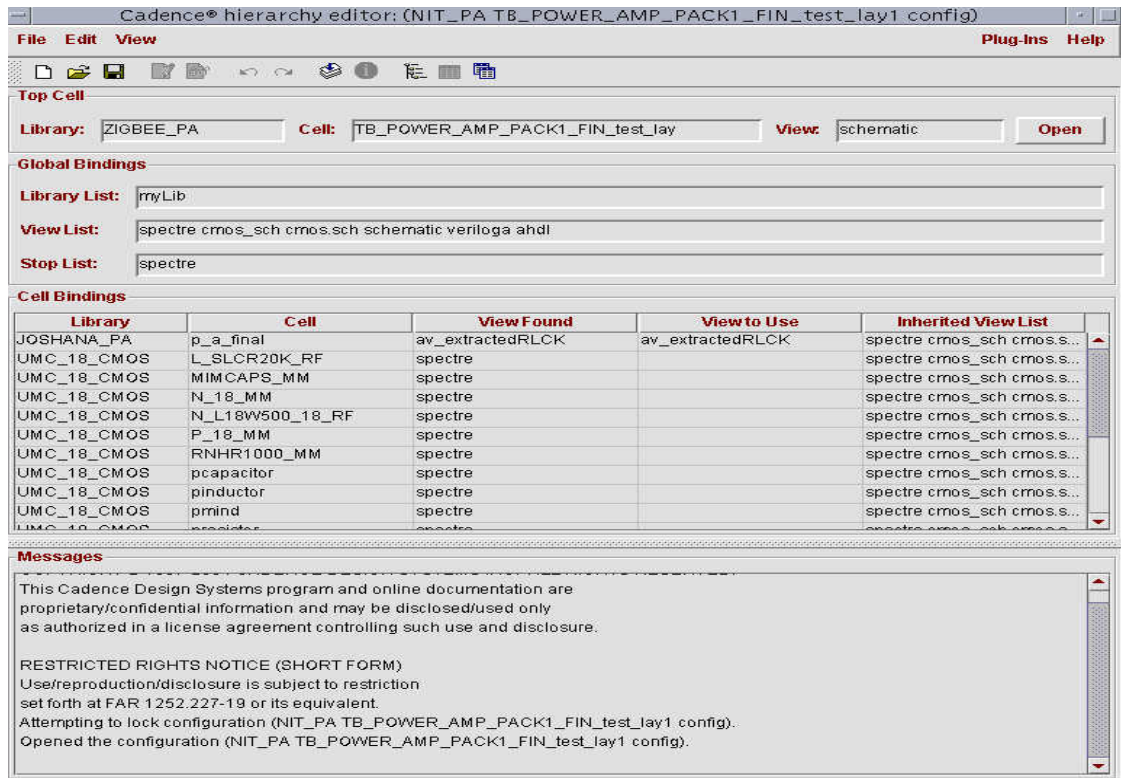 Cadence® hierarchy editor: (NIT_PA TB_POWER_AMP_PACK1_FIN_test_lay1 config)
File Edit View Plug-Ins Help
Top Cell
Library: ZIGBEE_PA Cell: TB_POWER_AMP_PACK1_FIN_test_lay View: schematic Open
Global Bindings
Library List: myLib
View List: spectre cmos_sch cmos.sch schematic veriloga ahdl
Stop List: spectre
Cell Bindings
Library Cell View Found View to Use Inherited View List
JOSHANA_PA p_a_final av_extractedRLCK av_extractedRLCK spectre cmos_sch cmos.s...
UMC_18_CMOS L_SLCR20K_RF spectre spectre cmos_sch cmos.s...
UMC_18_CMOS MIMCAPS_MM spectre spectre cmos_sch cmos.s...
UMC_18_CMOS N_18_MM spectre spectre cmos_sch cmos.s...
UMC_18_CMOS N_L18W500_18_RF spectre spectre cmos_sch cmos.s...
UMC_18_CMOS P_18_MM spectre spectre cmos_sch cmos.s...
UMC_18_CMOS RNHR1000_MM spectre spectre cmos_sch cmos.s...
UMC_18_CMOS pcapacitor spectre spectre cmos_sch cmos.s...
UMC_18_CMOS pinductor spectre spectre cmos_sch cmos.s...
UMC_18_CMOS pmind spectre spectre cmos_sch cmos.s...
Messages
This Cadence Design Systems program and online documentation are
proprietary/confidential information and may be disclosed/used only
as authorized in a license agreement controlling such use and disclosure.
RESTRICTED RIGHTS NOTICE (SHORT FORM)
Use/reproduction/disclosure is subject to restriction
set forth at FAR 1252.227-19 or its equivalent.
Attempting to lock configuration (NIT_PA TB_POWER_AMP_PACK1_FIN_test_lay1 config).
Opened the configuration (NIT_PA TB_POWER_AMP_PACK1_FIN_test_lay1 config).